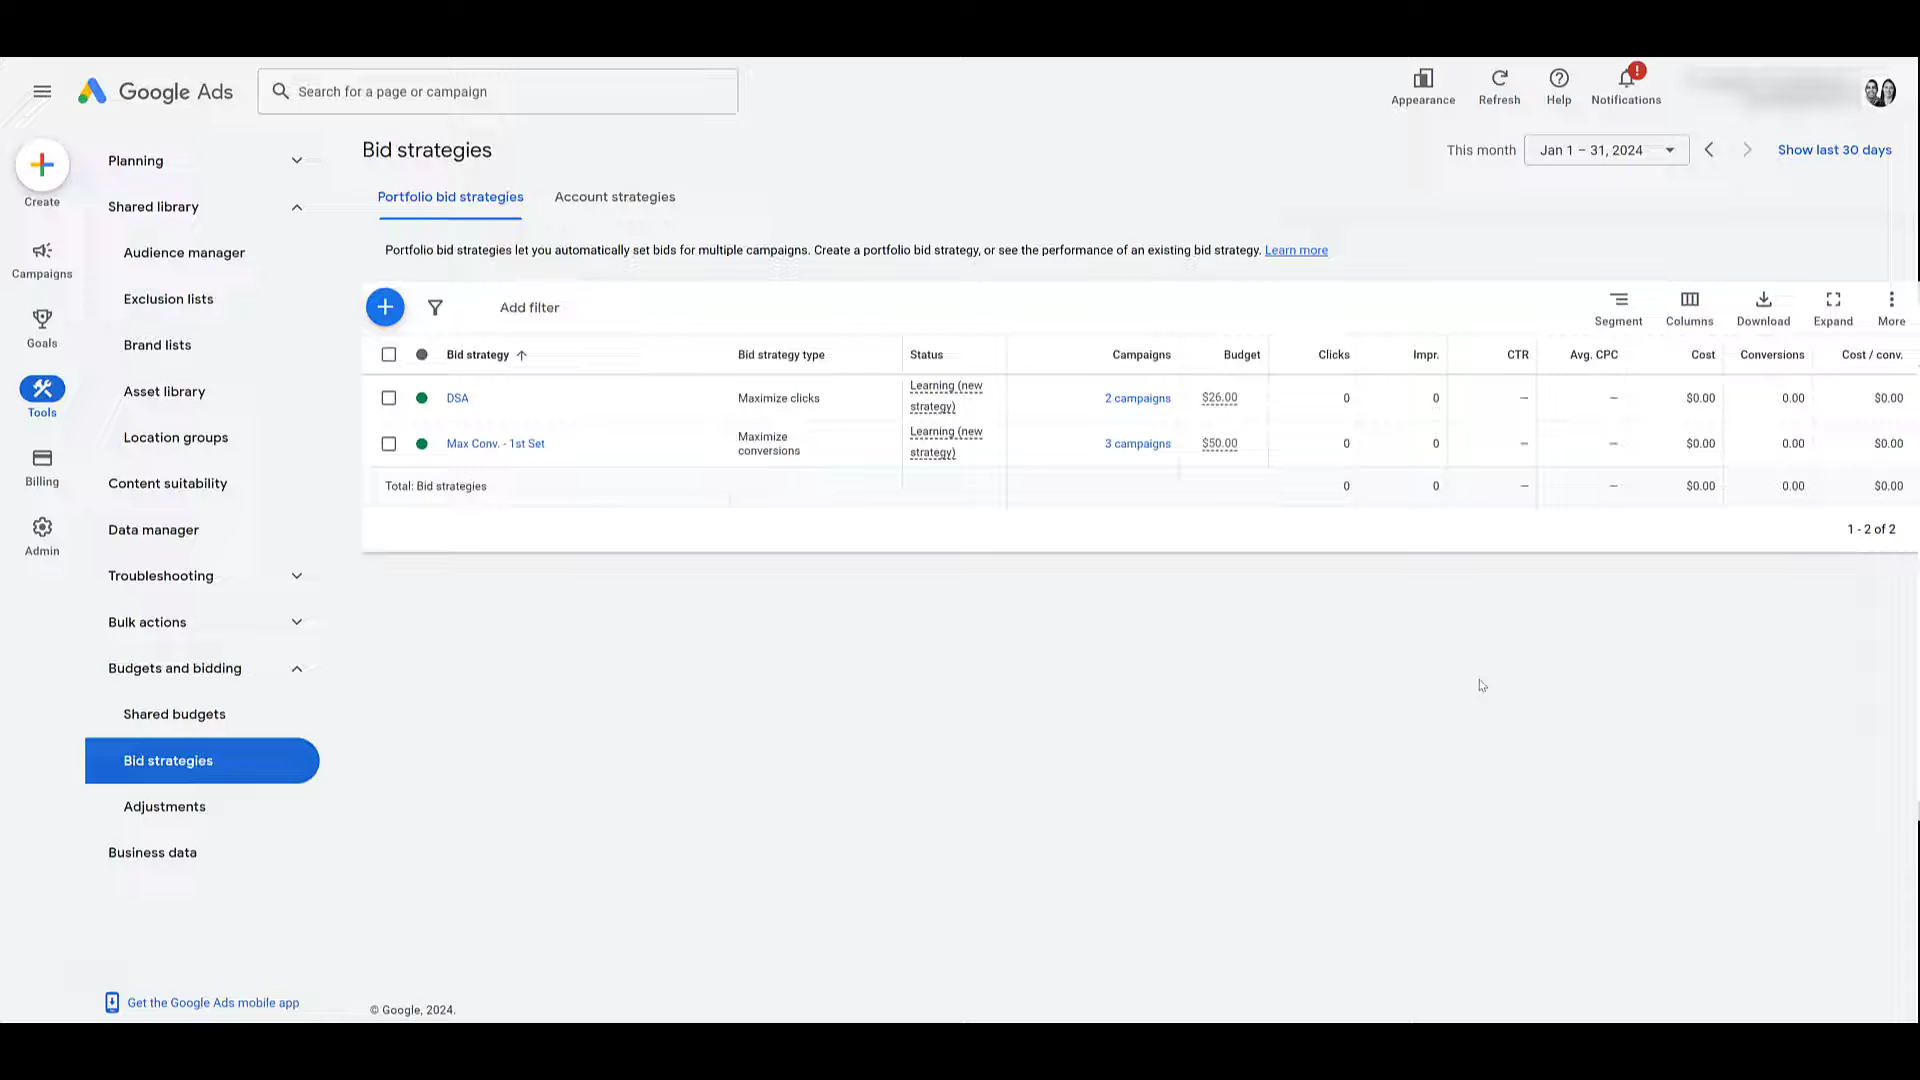 Google Ads
Search for a page or campaign
Appearance
Refresh
Help
!
Notifications
Create
Campaigns
Goals
Tools
Billing
Admin
Planning
Shared library
Audience manager
Exclusion lists
Brand lists
Asset library
Location groups
Content suitability
Data manager
Troubleshooting
Bulk actions
Budgets and bidding
Shared budgets
Bid strategies
Adjustments
Business data
Get the Google Ads mobile app
Bid strategies
This month Jan 1 – 31, 2024 Show last 30 days
Portfolio bid strategies Account strategies
Portfolio bid strategies let you automatically set bids for multiple campaigns. Create a portfolio bid strategy, or see the performance of an existing bid strategy. Learn more
Add filter
Segment Columns Download Expand More
Bid strategy Bid strategy type Status Campaigns Budget Clicks Impr. CTR Avg. CPC Cost Conversions Cost / conv.
DSA Maximize clicks Learning (new strategy) 2 campaigns $26.00 0 0 – – $0.00 0.00 $0.00
Max Conv. - 1st Set Maximize conversions Learning (new strategy) 3 campaigns $50.00 0 0 – – $0.00 0.00 $0.00
Total: Bid strategies 0 0 – – $0.00 0.00 $0.00
1 - 2 of 2
© Google, 2024.